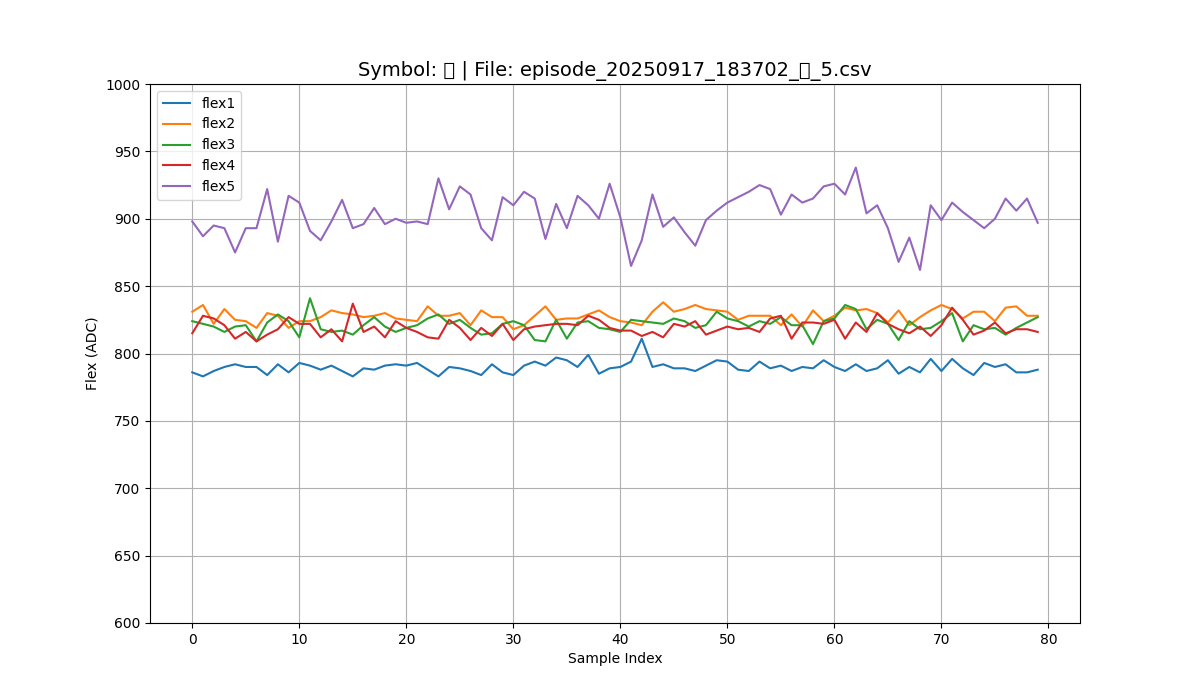 Symbol: | File: episode_20250917_183702_ _5.csv
flex1
flex2
flex3
flex4
flex5
1000
950
900
850
800
750
700
650
600
Flex (ADC)
0 10 20 30 40 50 60 70 80
Sample Index